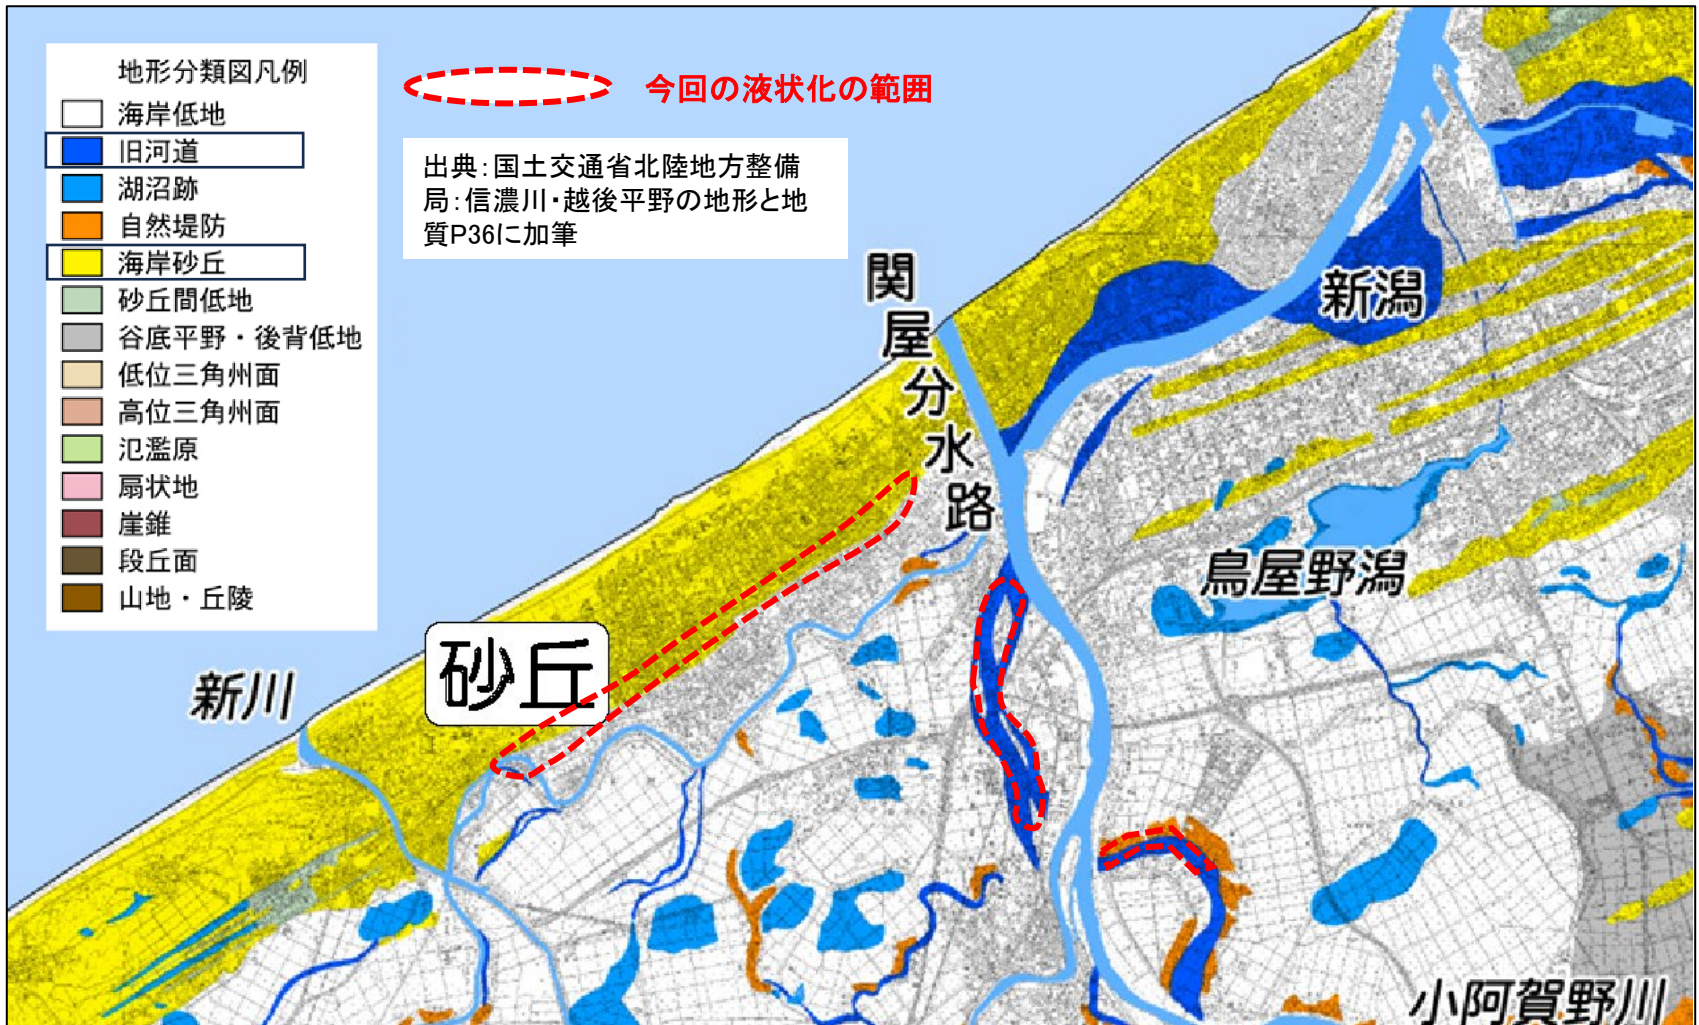 地形分類図凡例
海岸低地
旧河道
湖沼跡
自然堤防
海岸砂丘
砂丘間低地
谷底平野・後背低地
低位三角州面
高位三角州面
氾濫原
扇状地
崖錐
段丘面
山地・丘陵
今回の液状化の範囲
出典：国土交通省北陸地方整備
局：信濃川・越後平野の地形と地
質P36に加筆
関屋分水路
新潟
鳥屋野潟
砂丘
新川
小阿賀野川